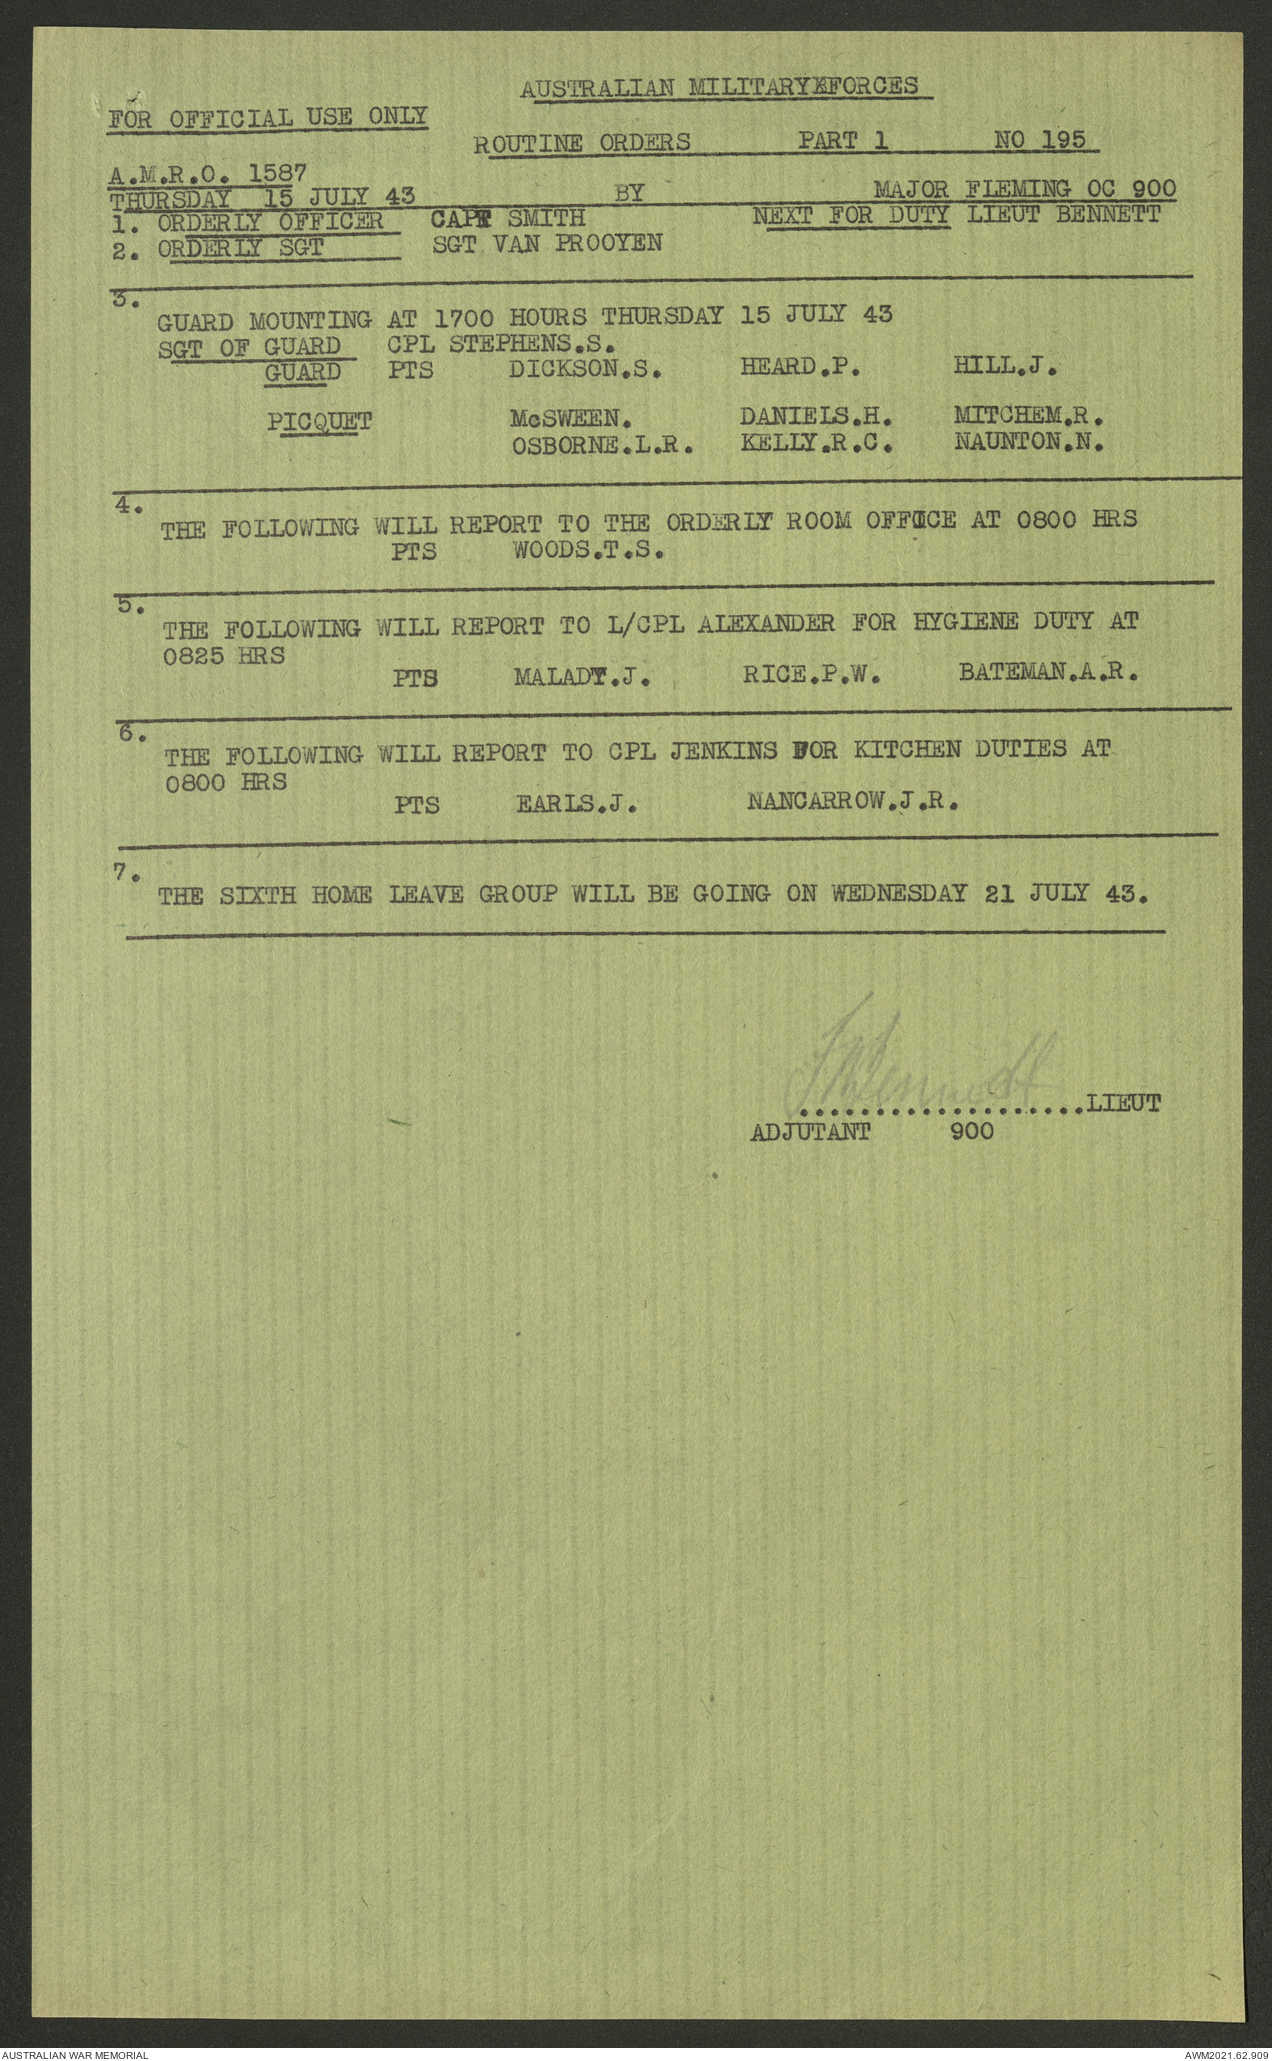 AUSTRALIAN MILITARY FORCES
FOR OFFICIAL USE ONLY
ROUTINE ORDERS PART 1 NO 195
A.M.R.O. 1587
THURSDAY 15 JULY 43 BY MAJOR FLEMING OC 900
1. ORDERLY OFFICER CAPT SMITH NEXT FOR DUTY LIEUT BENNETT
2. ORDERLY SGT SGT VAN PROOYEN
3.
GUARD MOUNTING AT 1700 HOURS THURSDAY 15 JULY 43
SGT OF GUARD CPL STEPHENS.S.
GUARD PTS DICKSON.S. HEARD.P. HILL.J.
PICQUET McSWEEN. DANIELS.H. MITCHEM.R.
OSBORNE.L.R. KELLY.R.C. NAUNTON.N.
4.
THE FOLLOWING WILL REPORT TO THE ORDERLY ROOM OFFICE AT 0800 HRS
PTS WOODS.T.S.
5.
THE FOLLOWING WILL REPORT TO L/CPL ALEXANDER FOR HYGIENE DUTY AT
0825 HRS
PTS MALADY.J. RICE.P.W. BATEMAN.A.R.
6.
THE FOLLOWING WILL REPORT TO CPL JENKINS FOR KITCHEN DUTIES AT
0800 HRS
PTS EARLS.J. NANCARROW.J.R.
7.
THE SIXTH HOME LEAVE GROUP WILL BE GOING ON WEDNESDAY 21 JULY 43.
Bennett
...................LIEUT
ADJUTANT 900
AUSTRALIAN WAR MEMORIAL
AWM2021.62.909